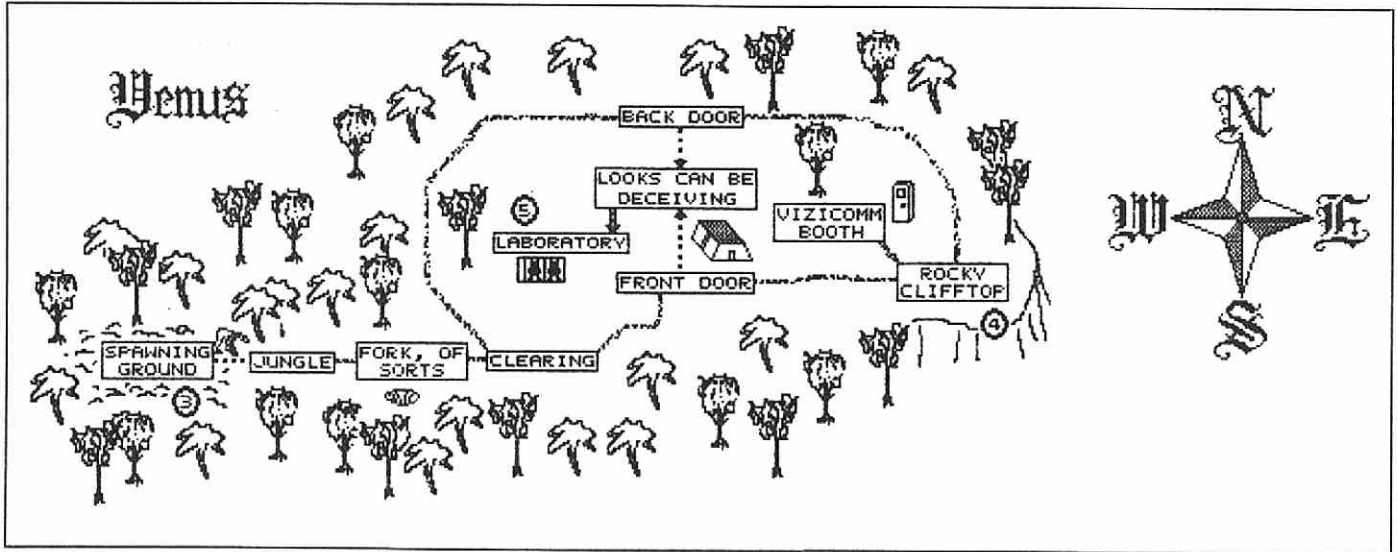 Venus
N
W
E
S
BACK DOOR
LOOKS CAN BE
DECEIVING
5
LABORATORY
VIZICOMM
BOOTH
FRONT DOOR
ROCKY
CLIFFTOP
4
SPAWNING
GROUND
JUNGLE
FORK, OF
SORTS
CLEARING
3